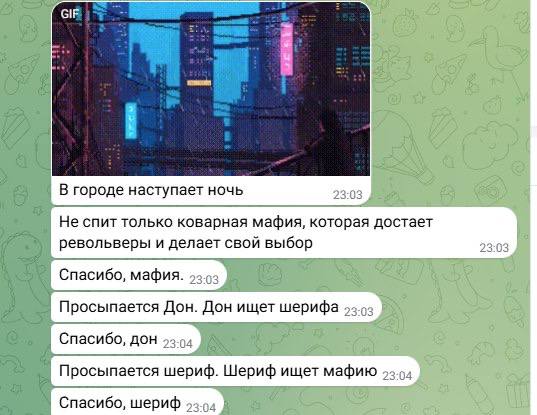 GIF
В городе наступает ночь
23:03
Не спит только коварная мафия, которая достает
револьверы и делает свой выбор
23:03
Спасибо, мафия. 23:03
Просыпается Дон. Дон ищет шерифа 23:03
Спасибо, дон 23:04
Просыпается шериф. Шериф ищет мафию 23:04
Спасибо, шериф 23:04